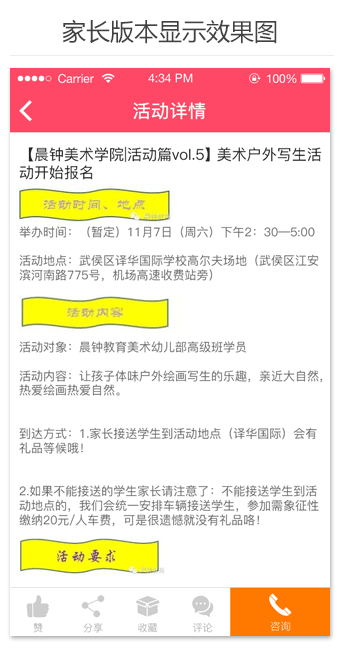 家长版本显示效果图
Carrier 4:34 PM 100%
活动详情
【晨钟美术学院|活动篇vol.5】美术户外写生活
动开始报名
活动时间、地点
举办时间：（暂定）11月7日（周六）下午2：30—5:00
活动地点：武侯区译华国际学校高尔夫场地（武侯区江安
滨河南路775号，机场高速收费站旁）
活动内容
活动对象：晨钟教育美术幼儿部高级班学员
活动内容：让孩子体味户外绘画写生的乐趣，亲近大自然，
热爱绘画热爱自然。
到达方式：1.家长接送学生到活动地点（译华国际）会有
礼品等候哦！
2.如果不能接送的学生家长请注意了：不能接送学生到活
动地点的，我们会统一安排车辆接送学生，参加需象征性
缴纳20元/人车费，可是很遗憾就没有礼品咯！
活动要求
赞 分享 收藏 评论 咨询